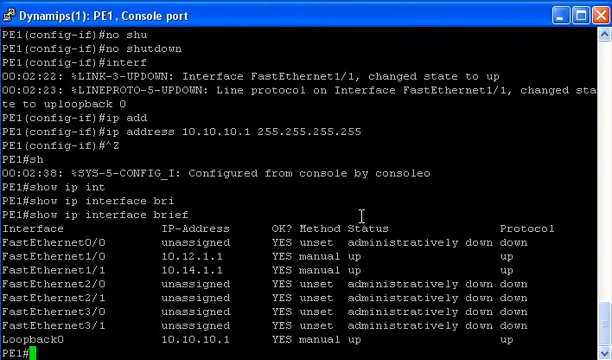 Dynamips(1): PE1, Console port
PE1(config-if)#no shu
PE1(config-if)#no shutdown
PE1(config-if)#interf
00:02:22: %LINK-3-UPDOWN: Interface FastEthernet1/1, changed state to up
00:02:23: %LINEPROTO-5-UPDOWN: Line protocol on Interface FastEthernet1/1, changed sta
te to uploopback 0
PE1(config-if)#ip add
PE1(config-if)#ip address 10.10.10.1 255.255.255.255
PE1(config-if)#^Z
PE1#sh
00:02:38: %SYS-5-CONFIG_I: Configured from console by consoleo
PE1#show ip int
PE1#show ip interface bri
PE1#show ip interface brief
Interface IP-Address OK? Method Status Protocol
FastEthernet0/0 unassigned YES unset administratively down down
FastEthernet1/0 10.12.1.1 YES manual up up
FastEthernet1/1 10.14.1.1 YES manual up up
FastEthernet2/0 unassigned YES unset administratively down down
FastEthernet2/1 unassigned YES unset administratively down down
FastEthernet3/0 unassigned YES unset administratively down down
FastEthernet3/1 unassigned YES unset administratively down down
Loopback0 10.10.10.1 YES manual up up
PE1#